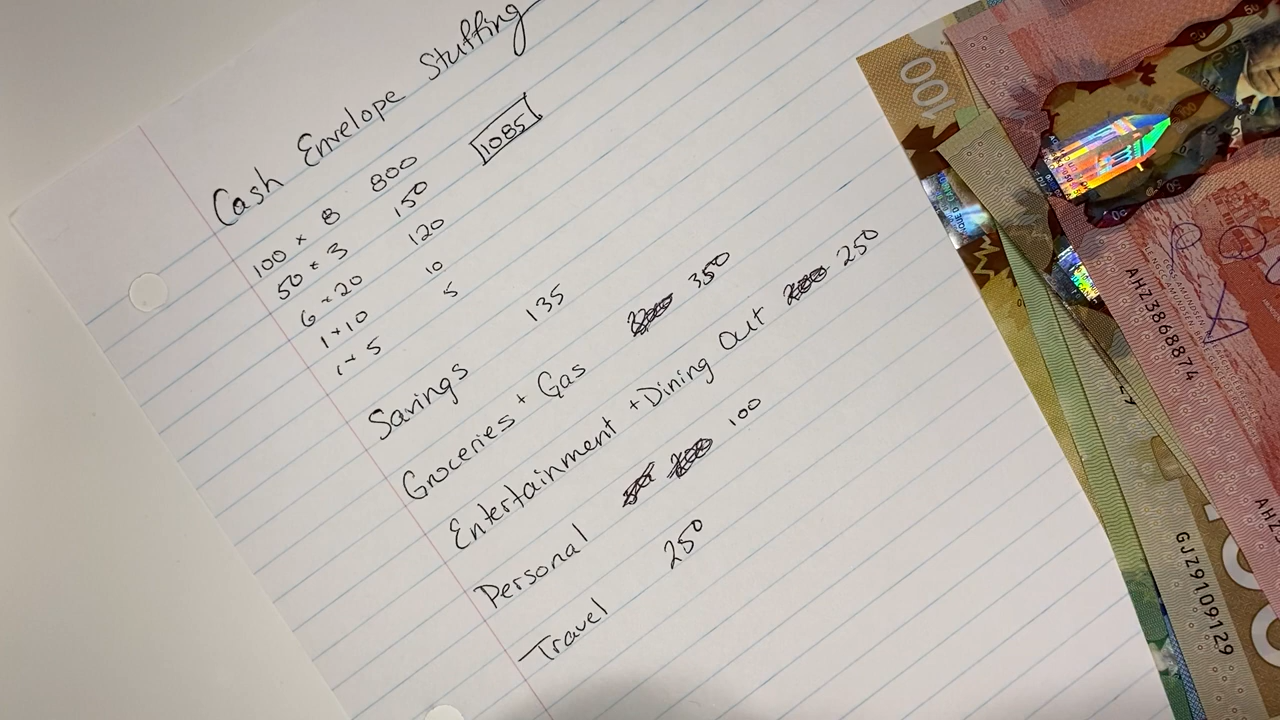 Cash Envelope Stuffing
100 x 8 800 1085
50 x 3 150
6 x 20 120
1 x 10 10
1 x 5 5
Savings 135
Groceries + Gas 350
Entertainment + Dining Out 250
Personal 100
Travel 250
100
AHZ3868874
GJZ9109129